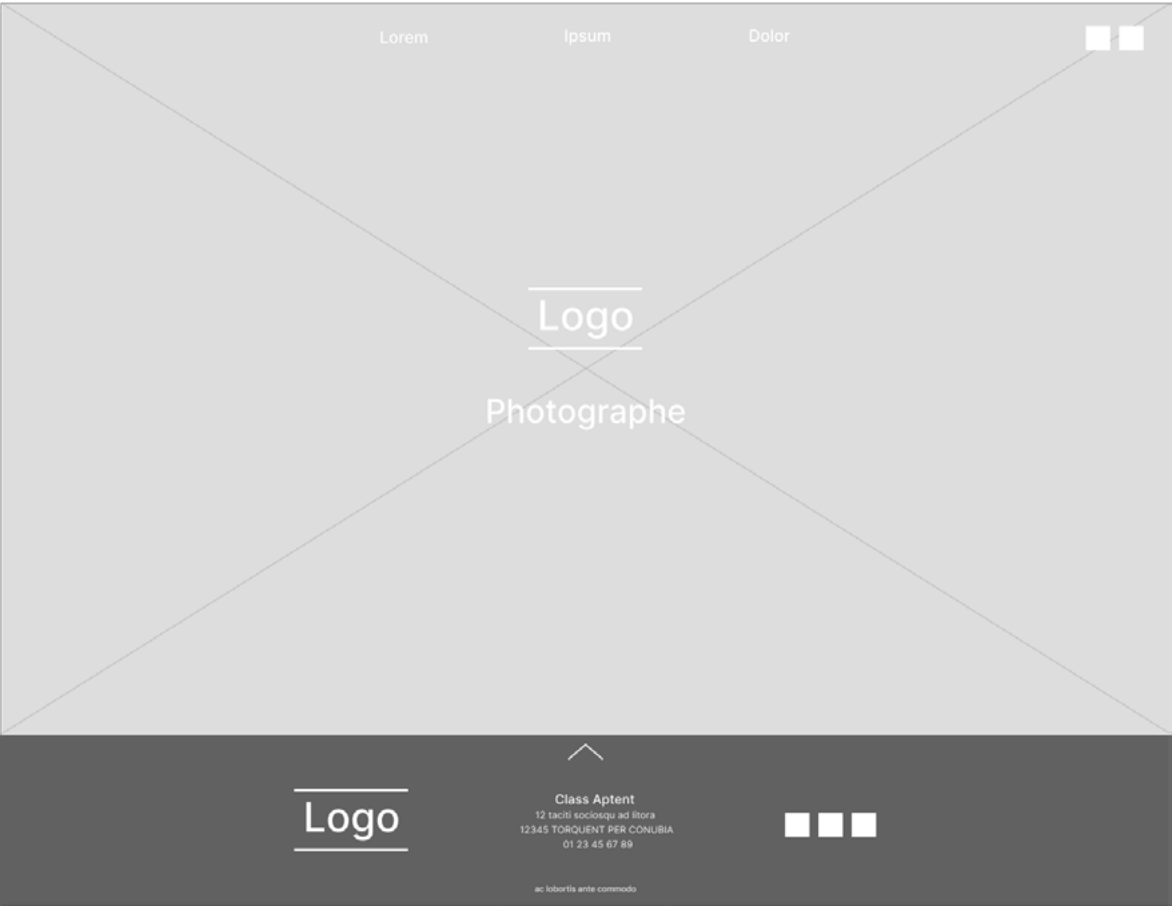 Lorem
Ipsum
Dolor
Logo
Photographe
Logo
Class Aptent
12 taciti sociosqu ad litora
12345 TORQUENT PER CONUBIA
01 23 45 67 89
ac lobortis ante commodo